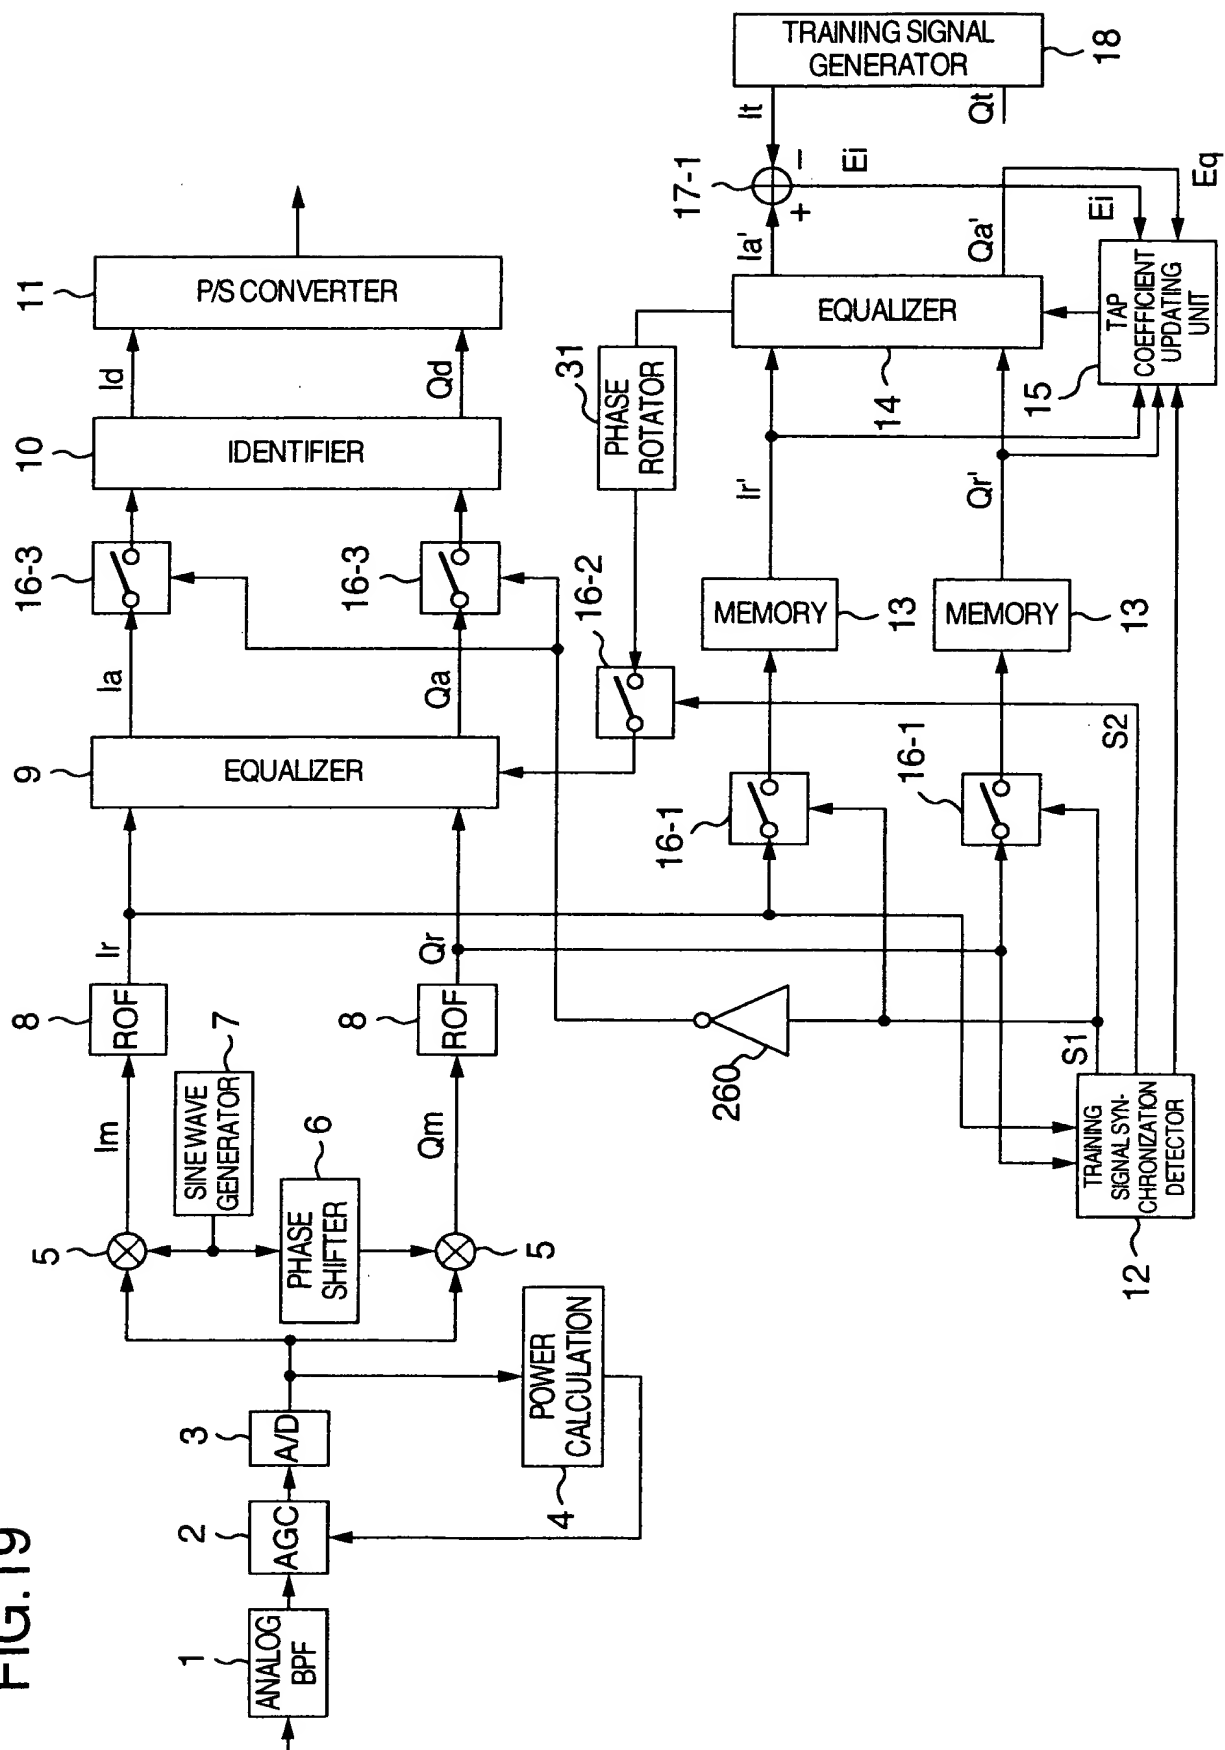 FIG.19
1
ANALOG
BPF
2
AGC
3
A/D
POWER
CALCULATION
4
5
5
PHASE
SHIFTER
6
SINE WAVE
GENERATOR
7
Im
Qm
8
ROF
8
ROF
Ir
Qr
9
EQUALIZER
Ia
Qa
16-3
16-3
10
IDENTIFIER
Id
Qd
11
P/S CONVERTER
260
TRAINING
SIGNAL SYN-
CHRONIZATION
DETECTOR
12
S1
S2
16-1
16-1
16-2
MEMORY
13
MEMORY
13
PHASE
ROTATOR
31
Ir'
Qr'
EQUALIZER
14
15
TAP
COEFFICIENT
UPDATING
UNIT
Ia'
Qa'
17-1
+
−
Ei
Ei
Eq
It
Qt
TRAINING SIGNAL
GENERATOR
18